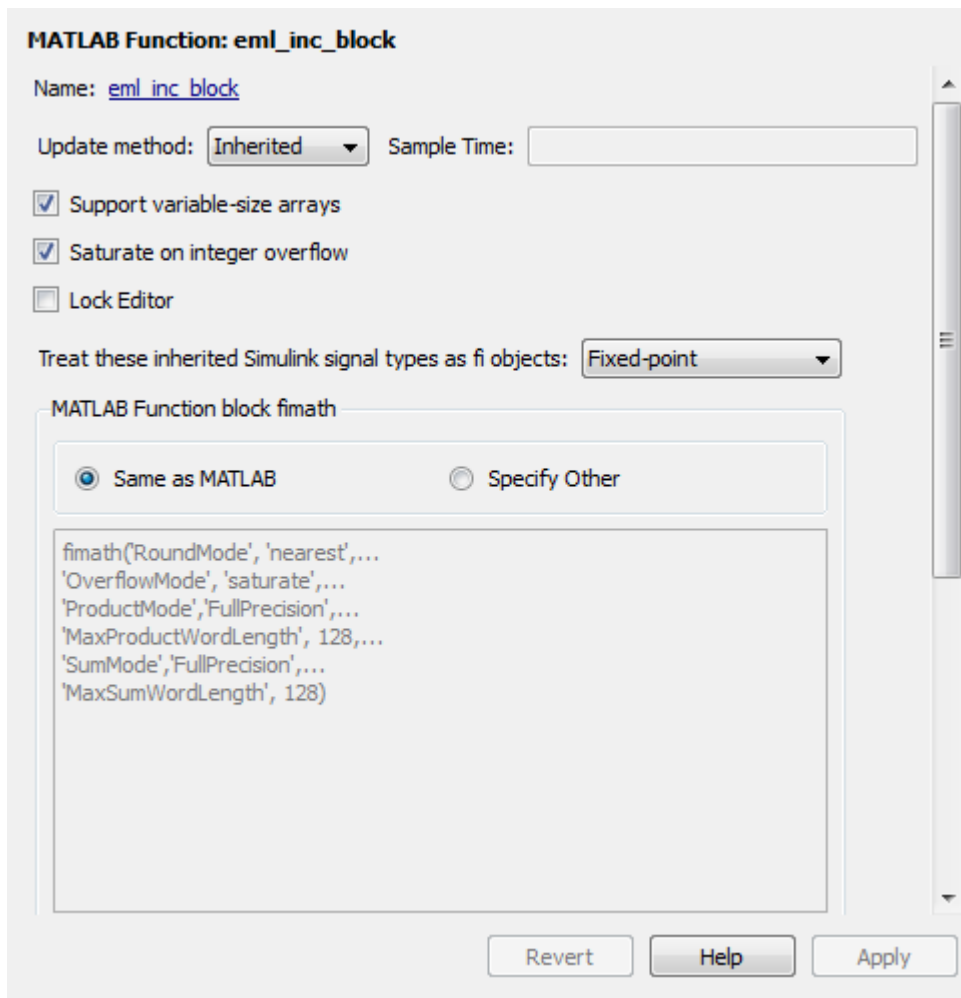 MATLAB Function: eml_inc_block
Name: eml_inc_block
Update method: Inherited Sample Time:
Support variable-size arrays
Saturate on integer overflow
Lock Editor
Treat these inherited Simulink signal types as fi objects: Fixed-point
MATLAB Function block fimath
Same as MATLAB Specify Other
fimath('RoundMode', 'nearest',...
'OverflowMode', 'saturate',...
'ProductMode','FullPrecision',...
'MaxProductWordLength', 128,...
'SumMode','FullPrecision',...
'MaxSumWordLength', 128)
Revert Help Apply